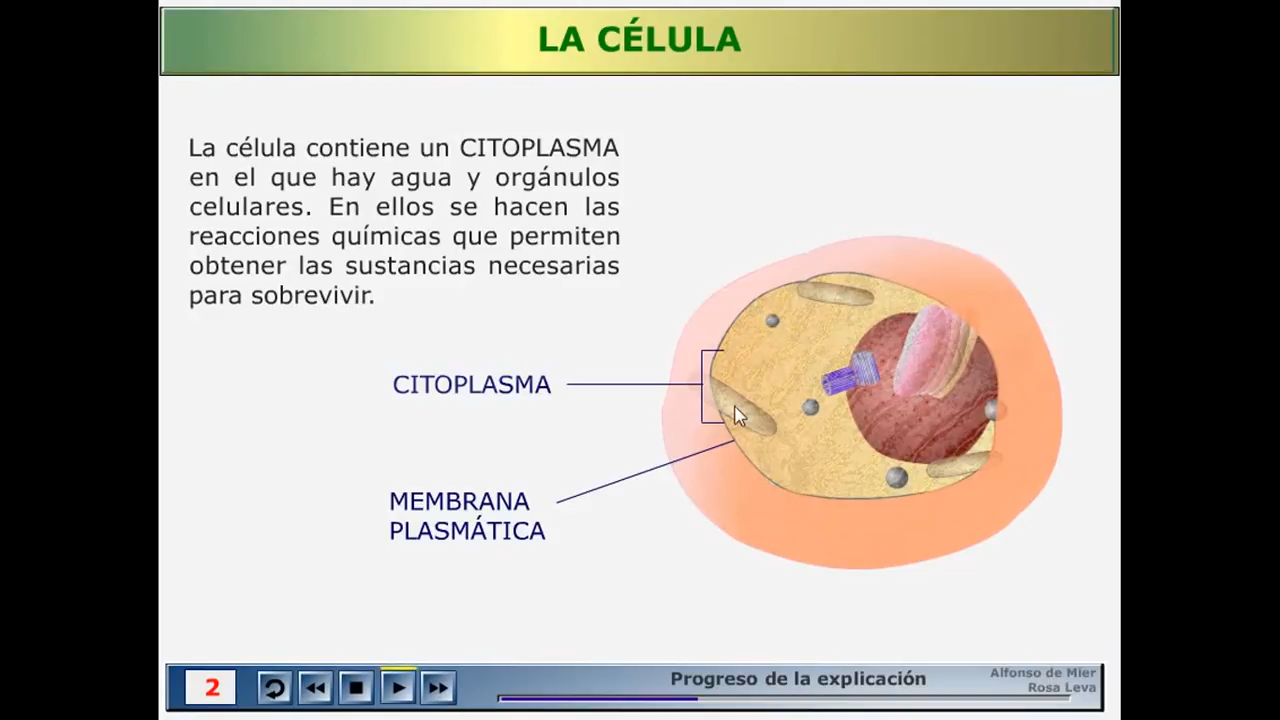 LA CÉLULA
La célula contiene un CITOPLASMA
en el que hay agua y orgánulos
celulares. En ellos se hacen las
reacciones químicas que permiten
obtener las sustancias necesarias
para sobrevivir.
CITOPLASMA
MEMBRANA
PLASMÁTICA
2
Progreso de la explicación
Alfonso de Mier
Rosa Leva